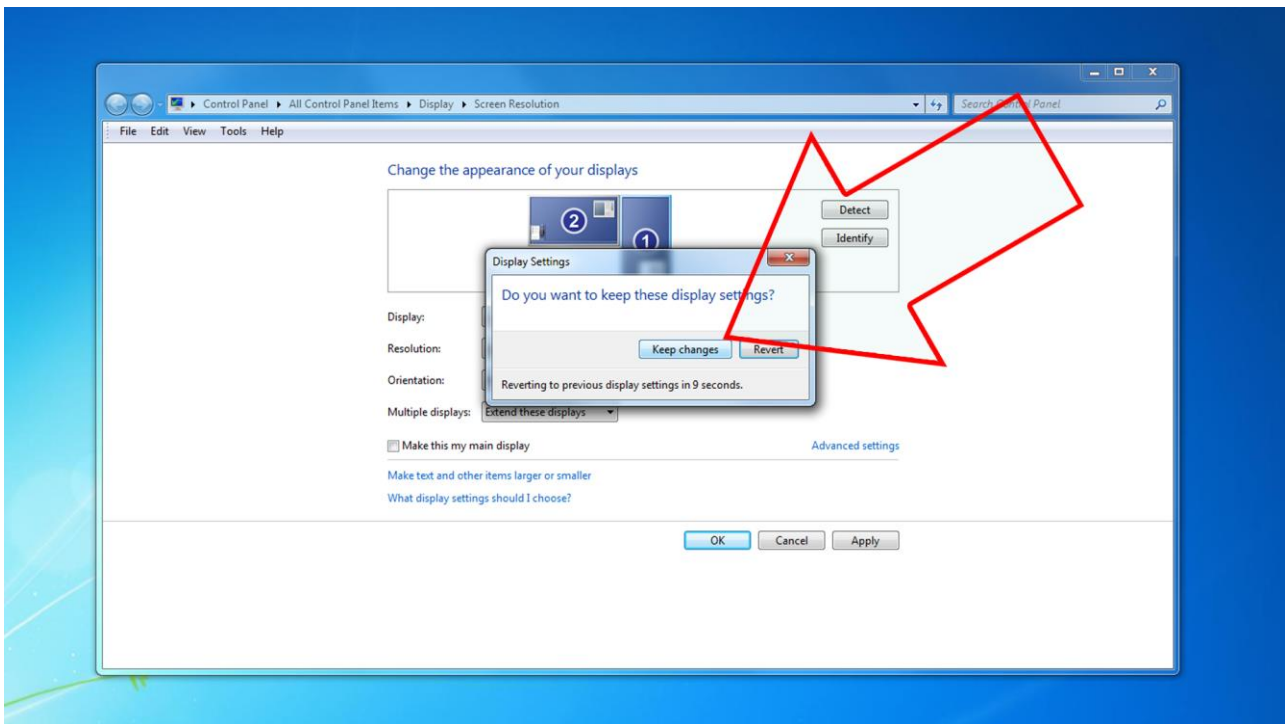 Control Panel ▸ All Control Panel Items ▸ Display ▸ Screen Resolution
Search Control Panel
File Edit View Tools Help
Change the appearance of your displays
2
1
Detect
Identify
Display Settings
Do you want to keep these display settings?
Keep changes Revert
Reverting to previous display settings in 9 seconds.
Display:
Resolution:
Orientation:
Multiple displays: Extend these displays
Make this my main display
Advanced settings
Make text and other items larger or smaller
What display settings should I choose?
OK Cancel Apply